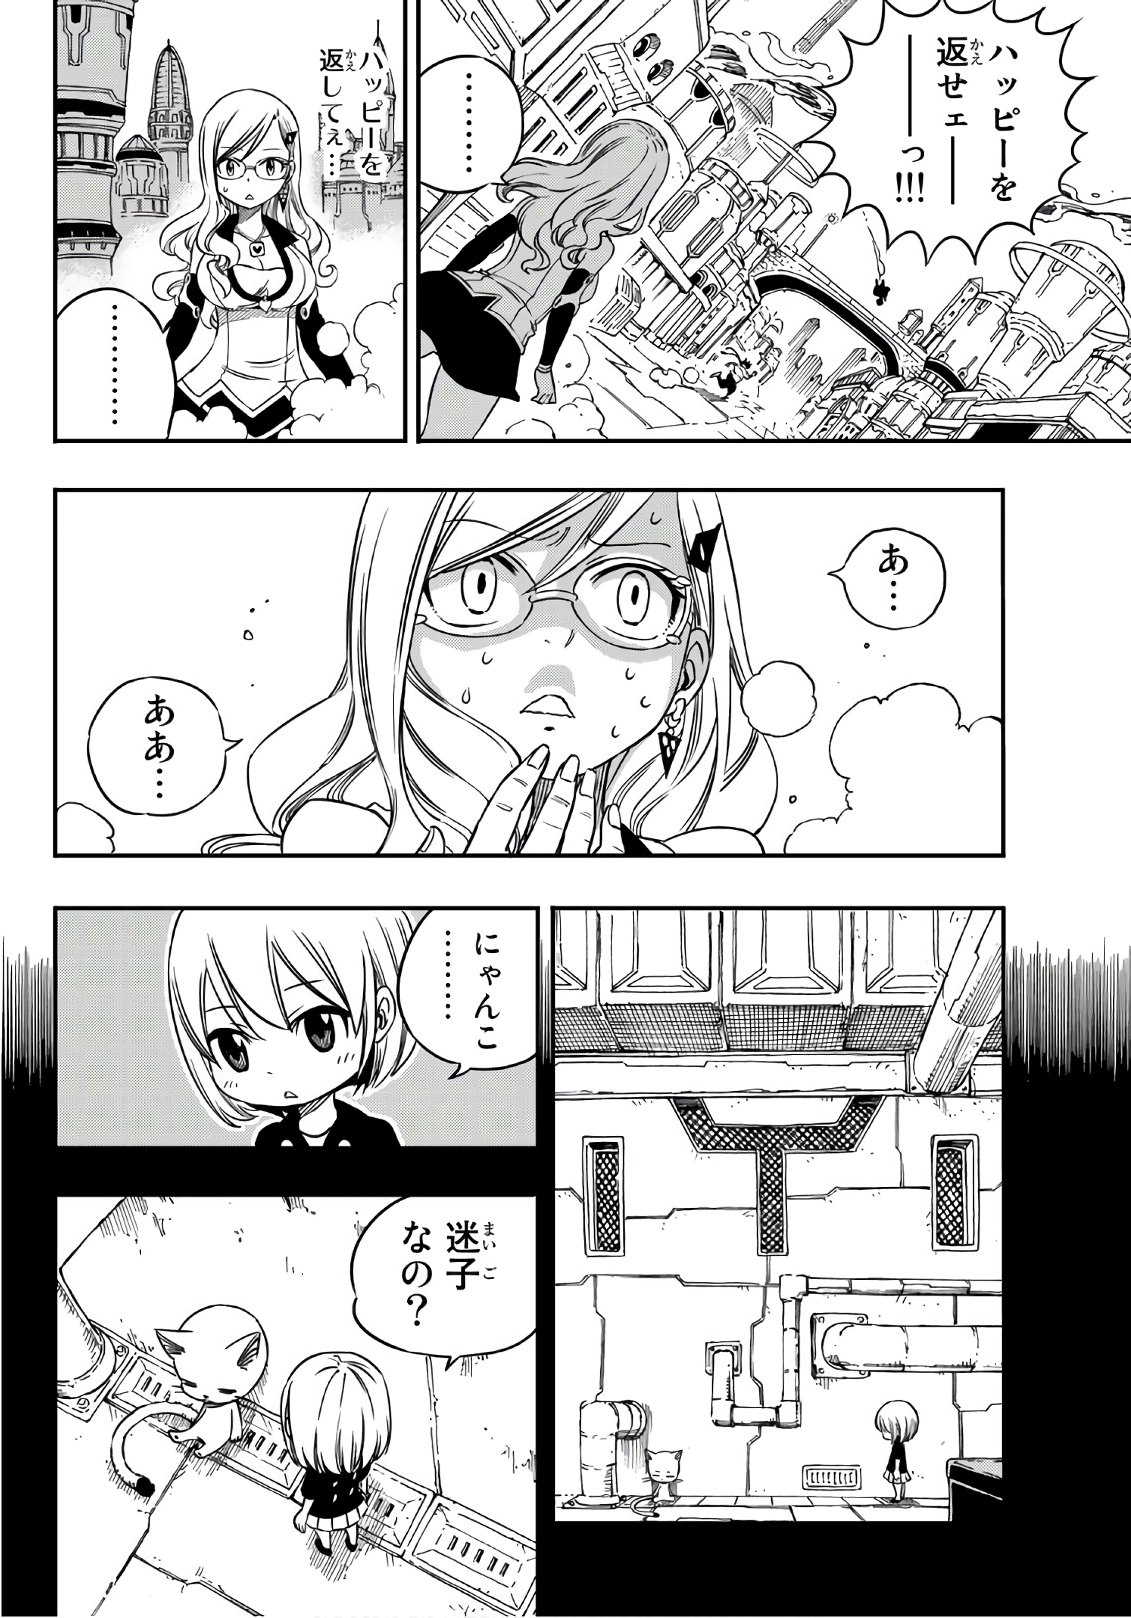 ハッピーを
返せェ――
――っ!!!
………
ハッピーを
返してぇ…
…………
あ…
ああ…
にゃんこ
………
迷子
なの?